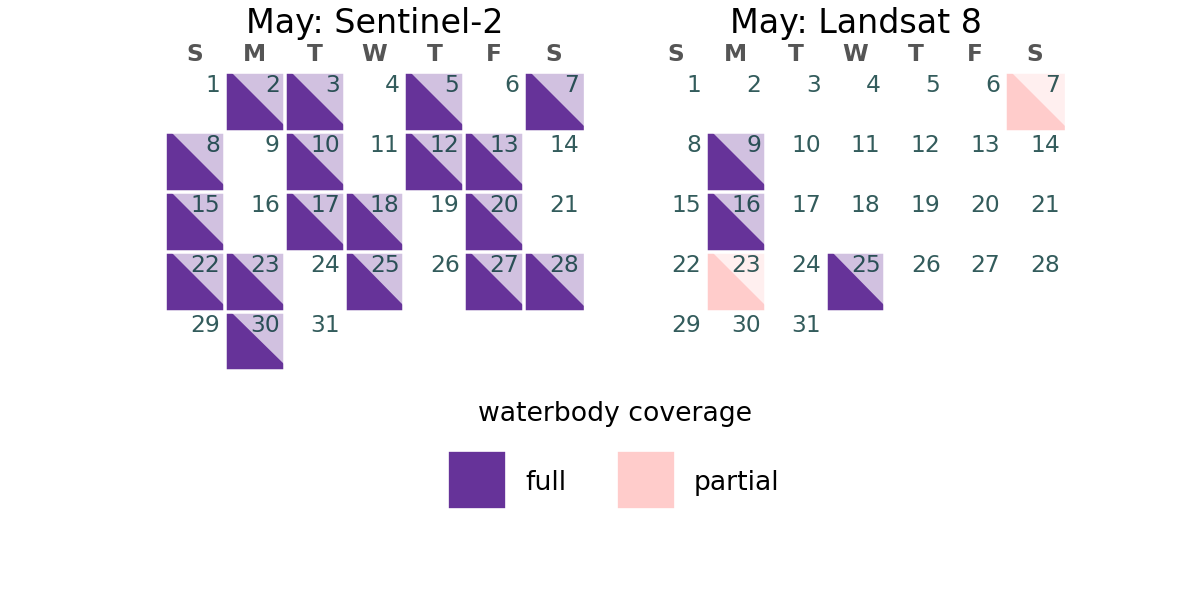 May: Sentinel-2
S M T W T F S
1 2 3 4 5 6 7
8 9 10 11 12 13 14
15 16 17 18 19 20 21
22 23 24 25 26 27 28
29 30 31
May: Landsat 8
S M T W T F S
1 2 3 4 5 6 7
8 9 10 11 12 13 14
15 16 17 18 19 20 21
22 23 24 25 26 27 28
29 30 31
waterbody coverage
full
partial